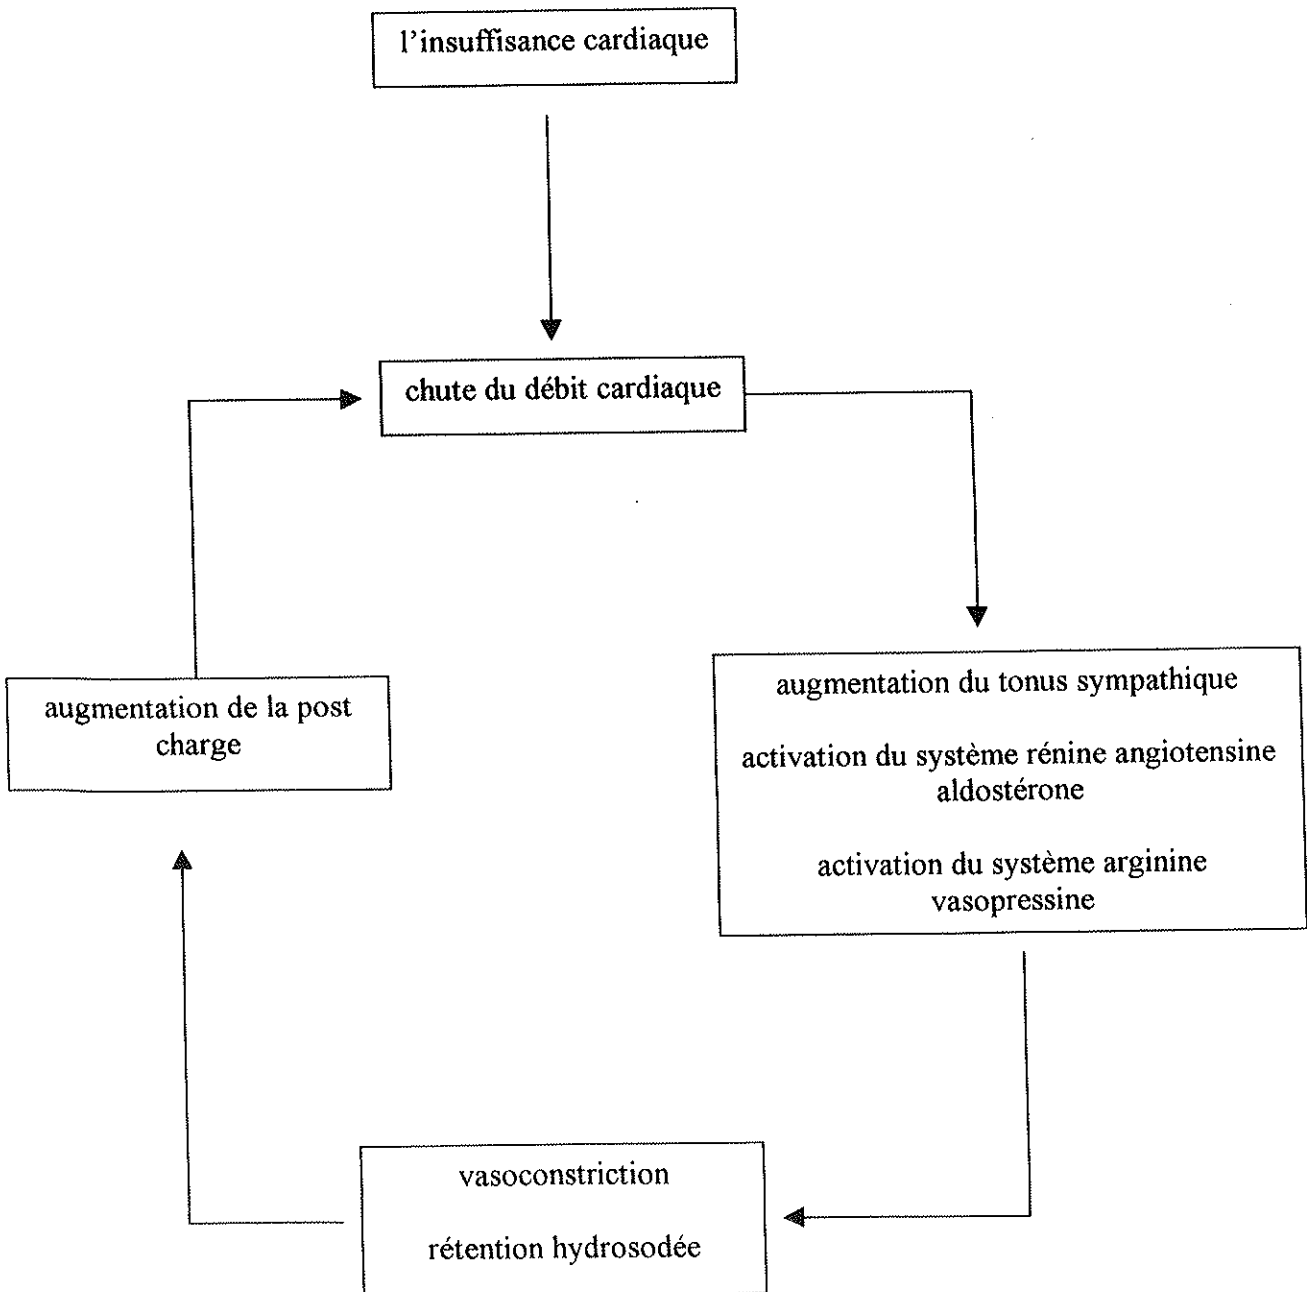 l'insuffisance cardiaque
chute du débit cardiaque
augmentation de la post
charge
augmentation du tonus sympathique
activation du système rénine angiotensine
aldostérone
activation du système arginine
vasopressine
vasoconstriction
rétention hydrosodée